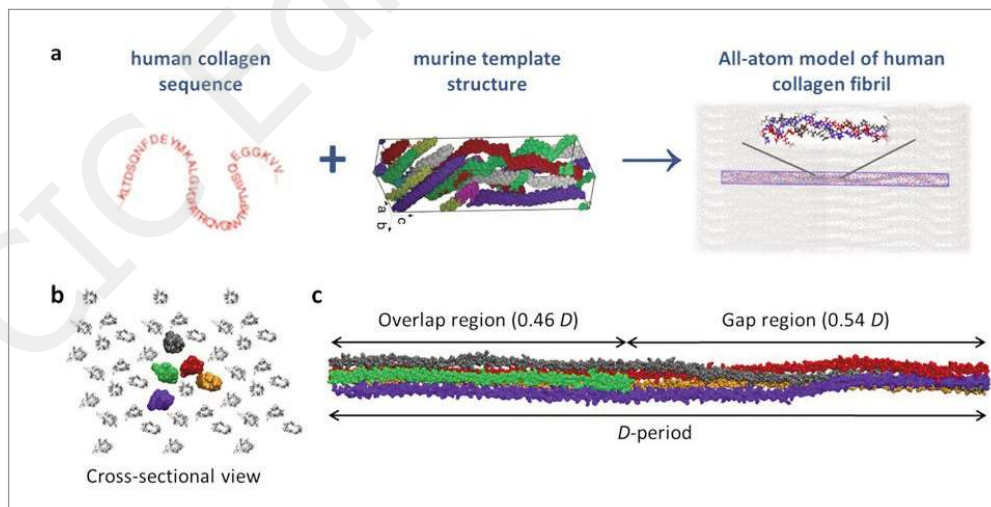 a
human collagen
sequence
murine template
structure
All-atom model of human
collagen fibril
+
a
b
c
b
c
Overlap region (0.46 D)
Gap region (0.54 D)
D-period
Cross-sectional view